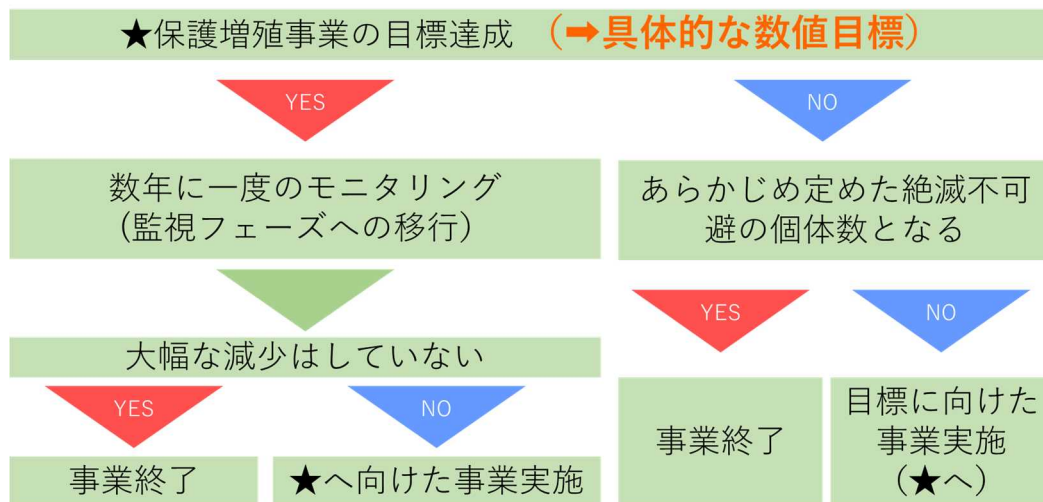 ★保護増殖事業の目標達成 (➡具体的な数値目標)
YES
NO
数年に一度のモニタリング
(監視フェーズへの移行)
あらかじめ定めた絶滅不可
避の個体数となる
YES
NO
大幅な減少はしていない
YES
NO
事業終了
目標に向けた
事業実施
(★へ)
事業終了
★へ向けた事業実施